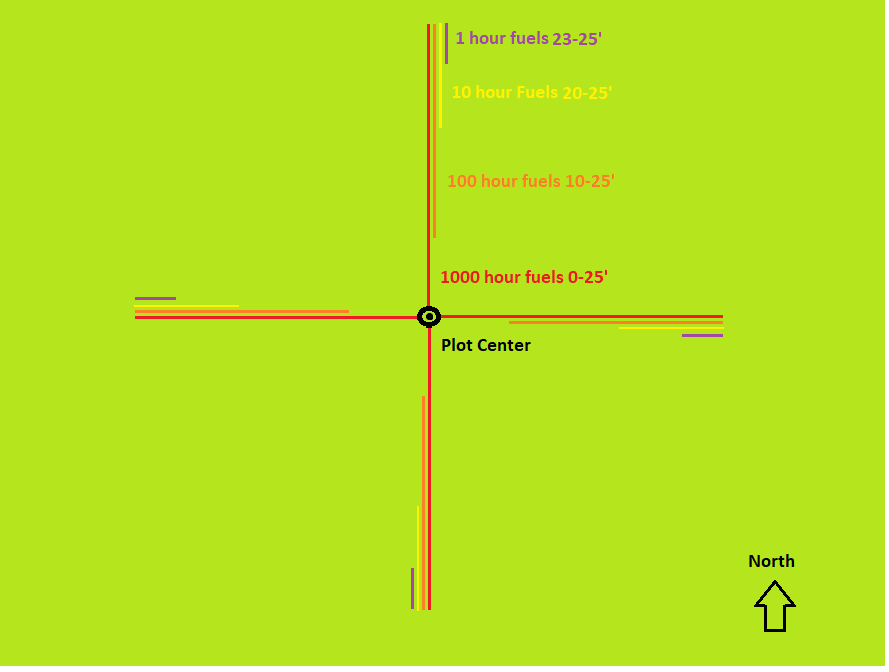 1 hour fuels 23-25'
10 hour Fuels 20-25'
100 hour fuels 10-25'
1000 hour fuels 0-25'
Plot Center
North